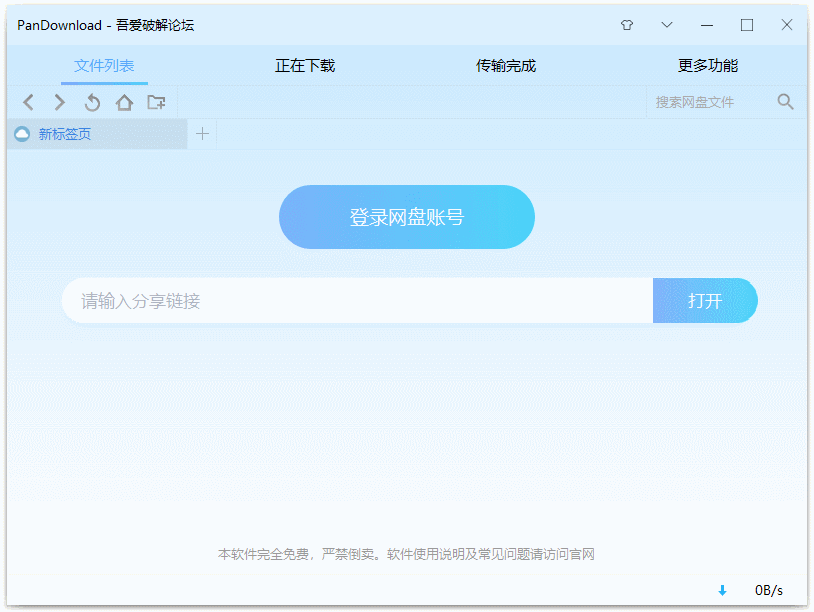 PanDownload - 吾爱破解论坛
文件列表 正在下载 传输完成 更多功能
搜索网盘文件
新标签页
登录网盘账号
请输入分享链接 打开
本软件完全免费，严禁倒卖。软件使用说明及常见问题请访问官网
0B/s